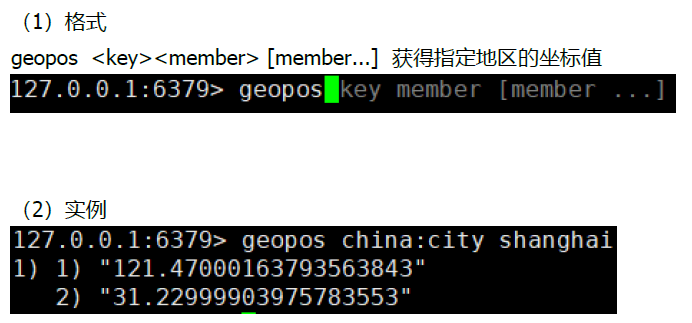 （1）格式
geopos <key><member> [member...] 获得指定地区的坐标值
127.0.0.1:6379> geopos key member [member ...]
（2）实例
127.0.0.1:6379> geopos china:city shanghai
1) 1) "121.47000163793563843"
   2) "31.22999903975783553"